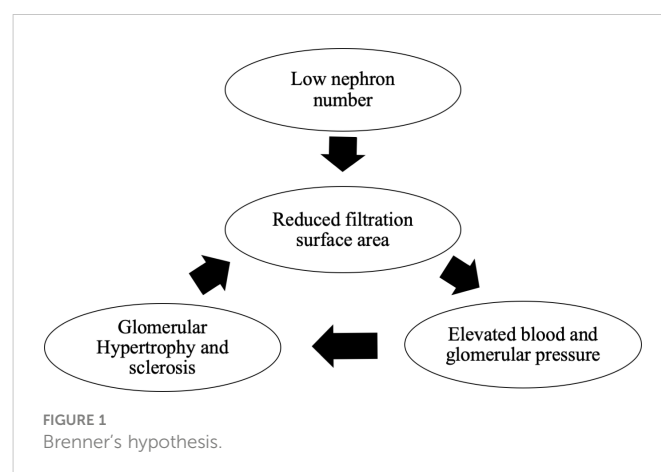 Low nephron
number
Reduced filtration
surface area
Glomerular
Hypertrophy and
sclerosis
Elevated blood and
glomerular pressure
FIGURE 1
Brenner's hypothesis.